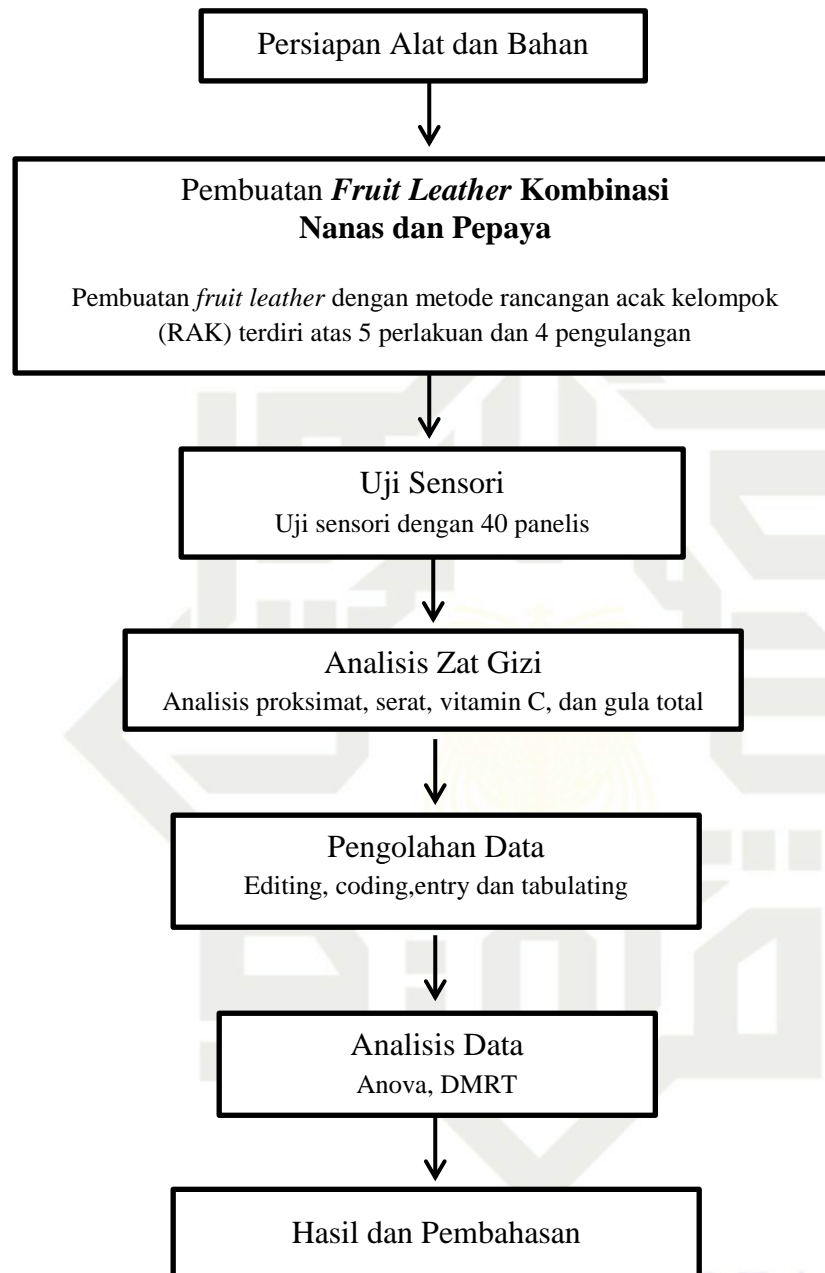 Persiapan Alat dan Bahan
Pembuatan Fruit Leather Kombinasi
Nanas dan Pepaya
Pembuatan fruit leather dengan metode rancangan acak kelompok
(RAK) terdiri atas 5 perlakuan dan 4 pengulangan
Uji Sensori
Uji sensori dengan 40 panelis
Analisis Zat Gizi
Analisis proksimat, serat, vitamin C, dan gula total
Pengolahan Data
Editing, coding,entry dan tabulating
Analisis Data
Anova, DMRT
Hasil dan Pembahasan